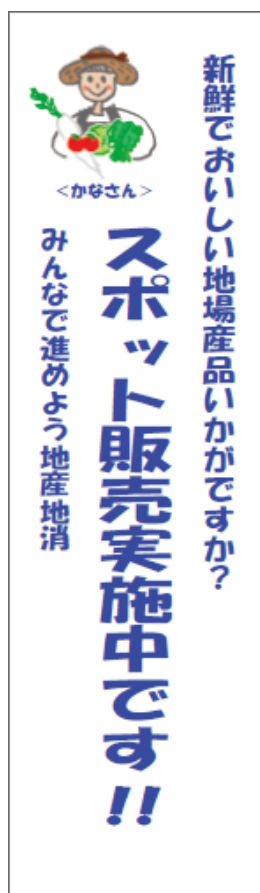 新鮮でおいしい地場産品いかがですか?
スポット販売実施中です!!
<かなさん>
みんなで進めよう地産地消